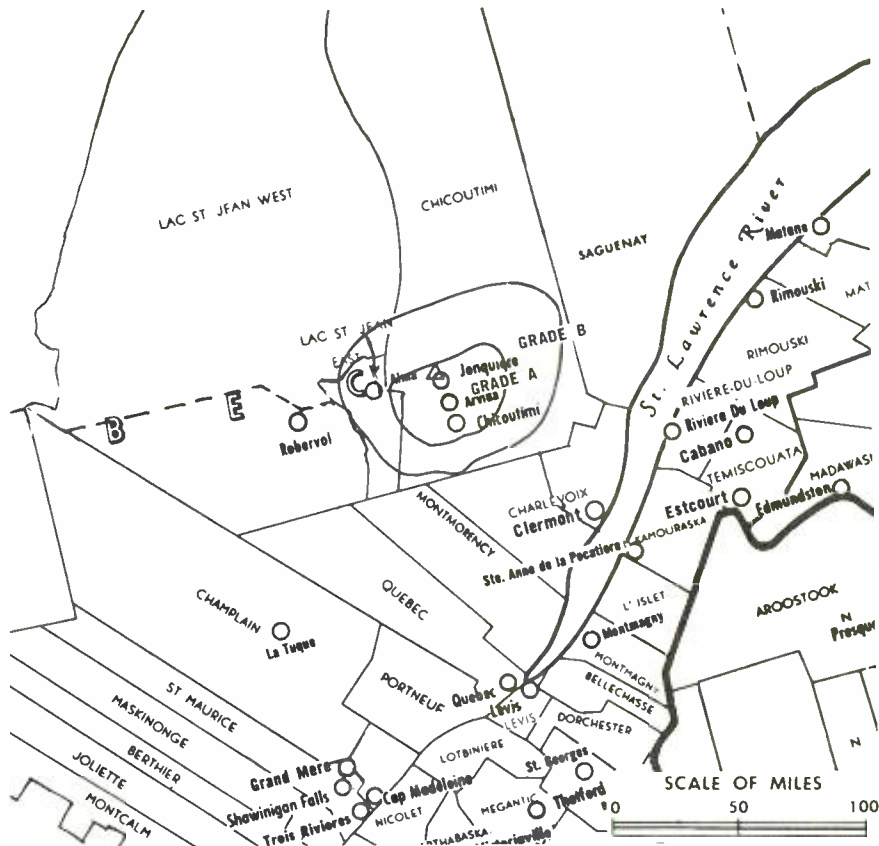 LAC ST JEAN WEST
CHICOUTIMI
SAGUENAY
St. Lawrence River
Matane
Rimouski
RIMOUSKI
LAC ST JEAN
EAST
GRADE B
Alma
Jonquiere
GRADE A
Arvida
Chicoutimi
B E
Robervol
RIVIERE-DU-LOUP
Riviere Du Loup
Cabano
TEMISCOUATA
Estcourt
Edmundston
CHARLEVOIX
Clermont
MONTMORENCY
Ste. Anne de la Pocatiere
KAMOURASKA
QUEBEC
CHAMPLAIN
La Tuque
L' ISLET
AROOSTOOK
N
Montmagny
MONTMAGNY
BELLECHASSE
ST MAURICE
PORTNEUF
Quebec
Levis
LEVIS
DORCHESTER
MASKINONGE
BERTHIER
JOLIETTE
MONTCALM
LOTBINIERE
St. Georges
Grand Mere
Shawinigan Falls
Cap Madeleine
Trois Rivieres
NICOLET
MEGANTIC
Thetford
N
SCALE OF MILES
0 50 100